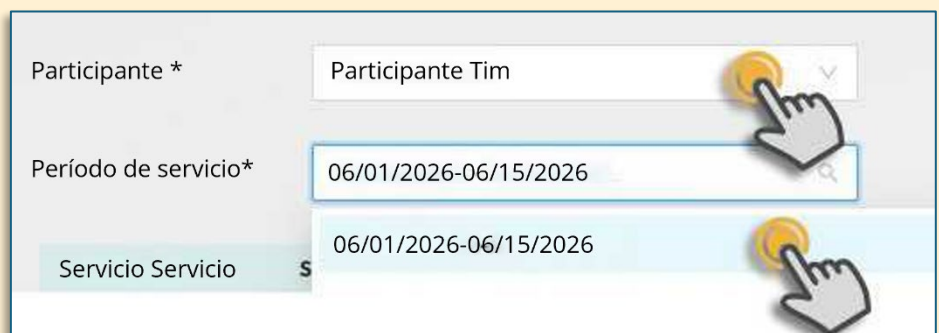 Participante * Participante Tim
Período de servicio* 06/01/2026-06/15/2026
06/01/2026-06/15/2026
Servicio Servicio S